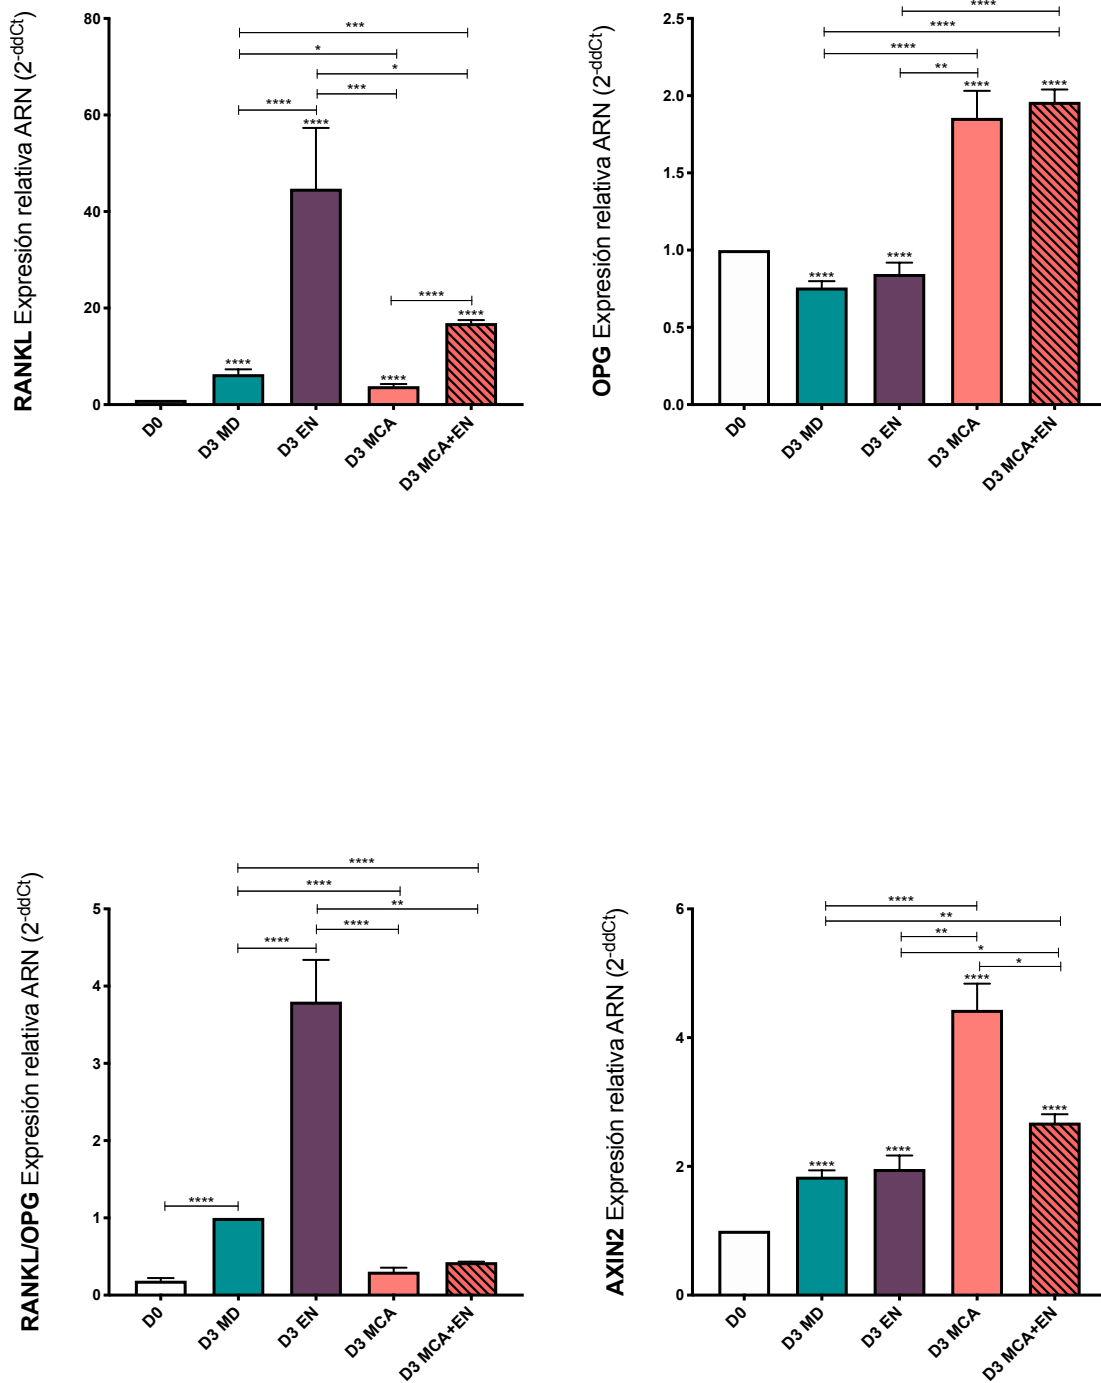 RANKL Expresión relativa ARN (2-ddCt)
80
60
40
20
0
***
*
*
***
****
****
****
****
****
****
D0
D3 MD
D3 EN
D3 MCA
D3 MCA+EN
OPG Expresión relativa ARN (2-ddCt)
2.5
2.0
1.5
1.0
0.5
0.0
****
****
****
**
****
****
****
****
D0
D3 MD
D3 EN
D3 MCA
D3 MCA+EN
RANKL/OPG Expresión relativa ARN (2-ddCt)
5
4
3
2
1
0
****
****
**
****
****
****
D0
D3 MD
D3 EN
D3 MCA
D3 MCA+EN
AXIN2 Expresión relativa ARN (2-ddCt)
6
4
2
0
****
**
**
*
*
****
****
****
****
D0
D3 MD
D3 EN
D3 MCA
D3 MCA+EN